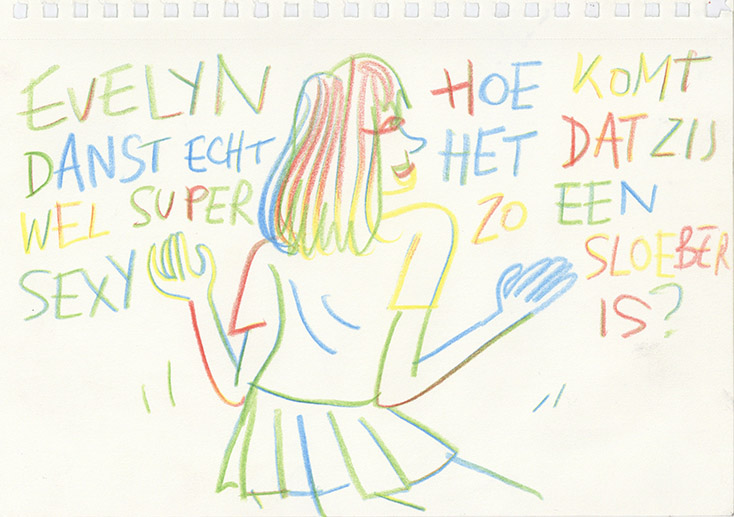 EVELYN
DANST ECHT
WEL SUPER
SEXY
HOE KOMT
HET DAT ZIJ
ZO EEN
SLOEBER
IS?